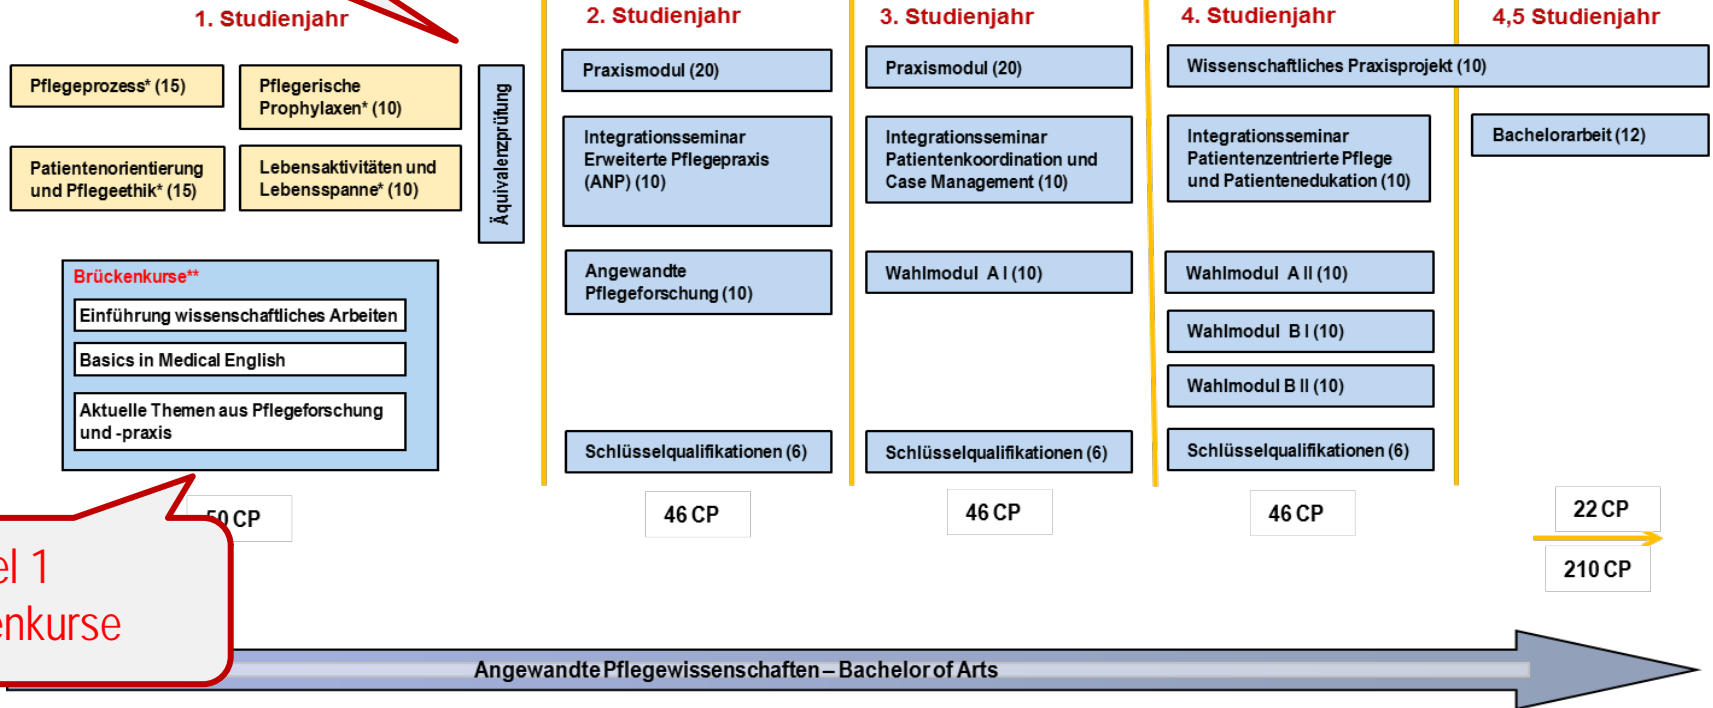 1. Studienjahr
Pflegeprozess* (15)
Pflegerische
Prophylaxen* (10)
Patientenorientierung
und Pflegeethik* (15)
Lebensaktivitäten und
Lebensspanne* (10)
Äquivalenzprüfung
Brückenkurse**
Einführung wissenschaftliches Arbeiten
Basics in Medical English
Aktuelle Themen aus Pflegeforschung
und -praxis
50 CP
2. Studienjahr
Praxismodul (20)
Integrationsseminar
Erweiterte Pflegepraxis
(ANP) (10)
Angewandte
Pflegeforschung (10)
Schlüsselqualifikationen (6)
46 CP
3. Studienjahr
Praxismodul (20)
Integrationsseminar
Patientenkoordination und
Case Management (10)
Wahlmodul A I (10)
Schlüsselqualifikationen (6)
46 CP
4. Studienjahr
Wissenschaftliches Praxisprojekt (10)
Integrationsseminar
Patientenzentrierte Pflege
und Patientenedukation (10)
Wahlmodul A II (10)
Wahlmodul B I (10)
Wahlmodul B II (10)
Schlüsselqualifikationen (6)
46 CP
4,5 Studienjahr
Bachelorarbeit (12)
22 CP
210 CP
el 1
enkurse
Angewandte Pflegewissenschaften – Bachelor of Arts